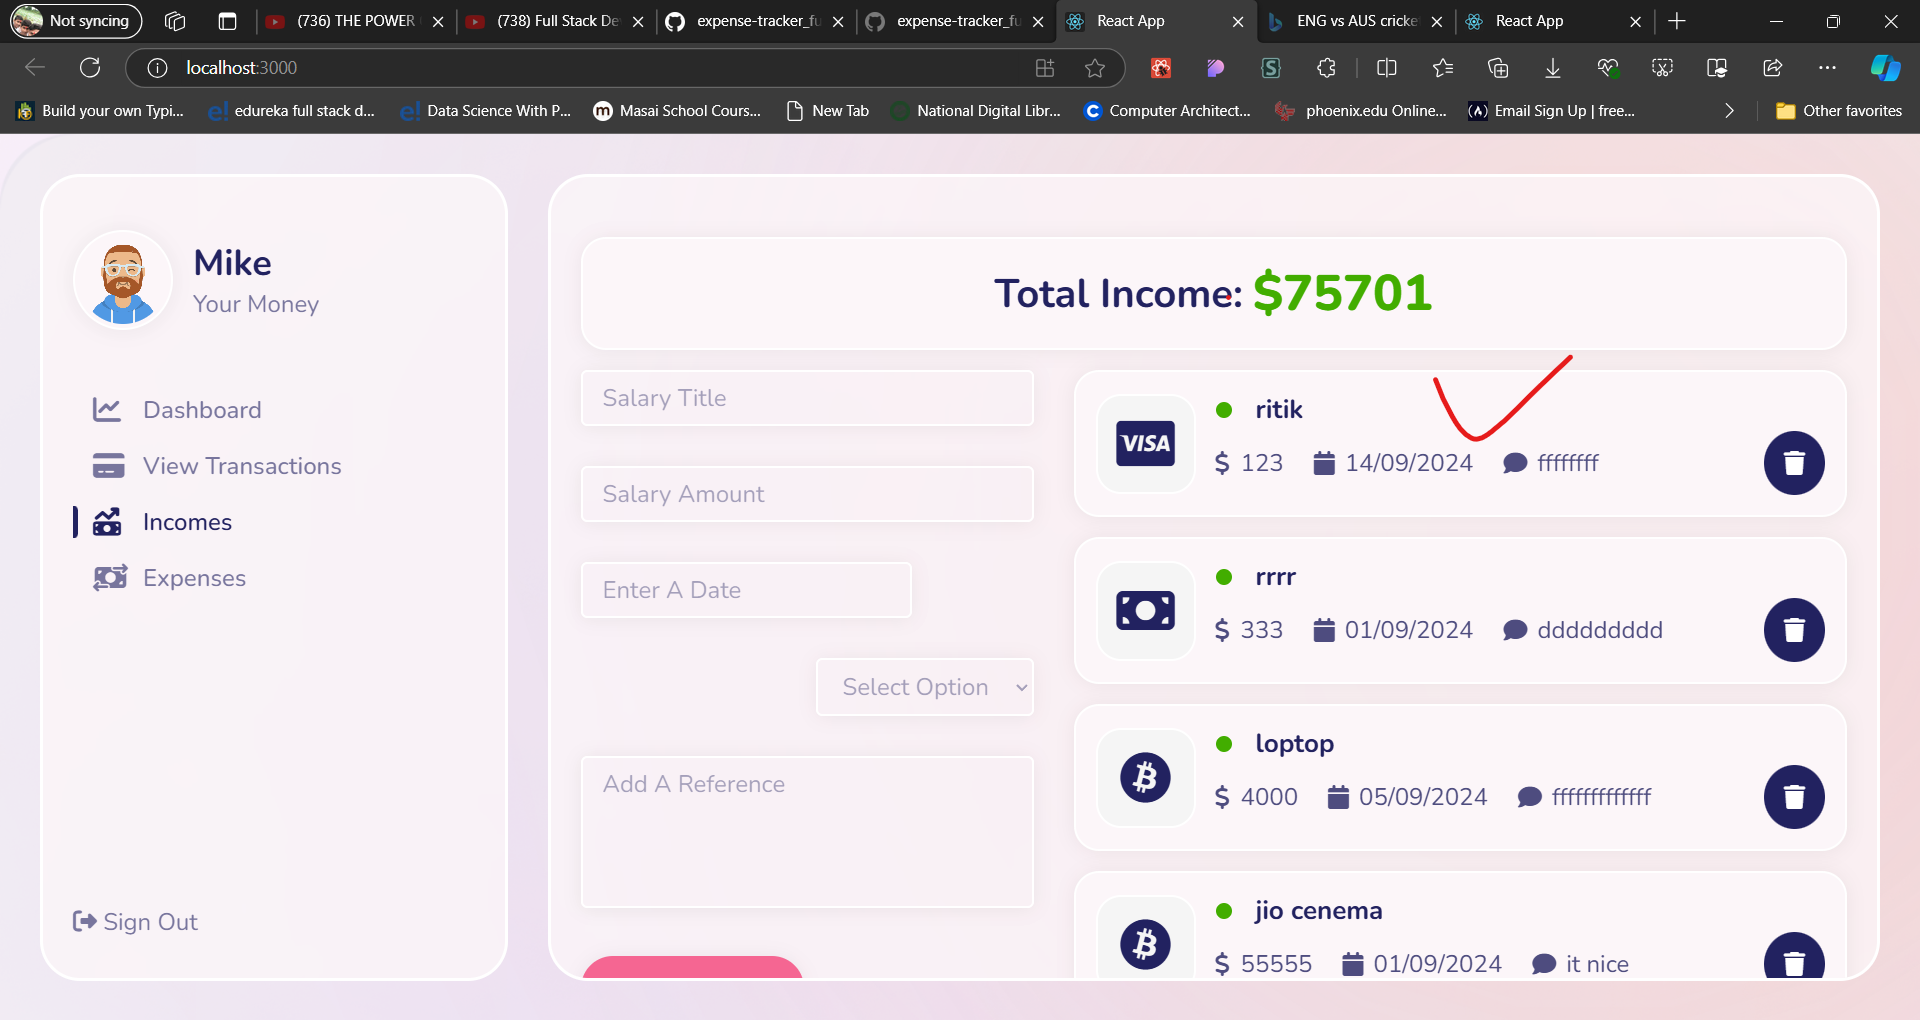 Not syncing
(736) THE POWER
(738) Full Stack De
expense-tracker_fu
expense-tracker_fu
React App
ENG vs AUS cricke
React App
localhost:3000
Build your own Typi...
edureka full stack d...
Data Science With P...
Masai School Cours...
New Tab
National Digital Libr...
Computer Architect...
phoenix.edu Online...
Email Sign Up | free...
Other favorites
Mike
Your Money
Dashboard
View Transactions
Incomes
Expenses
Sign Out
Total Income: $75701
Salary Title
Salary Amount
Enter A Date
Select Option
Add A Reference
VISA
ritik
$ 123 14/09/2024 ffffffff
rrrr
$ 333 01/09/2024 ddddddddd
loptop
$ 4000 05/09/2024 fffffffffffff
jio cenema
$ 55555 01/09/2024 it nice